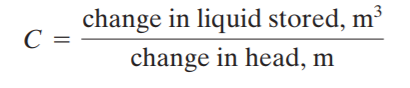 C = change in liquid stored, m³
change in head, m